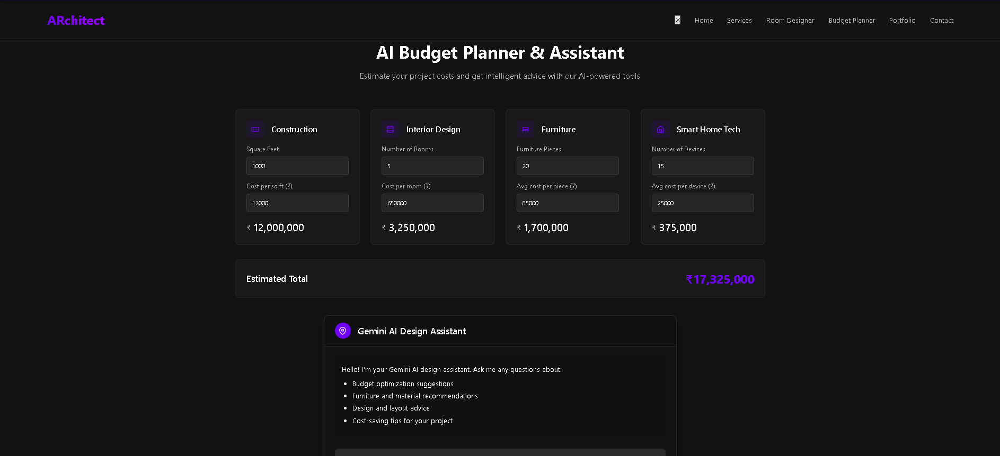 ARchitect
Home Services Room Designer Budget Planner Portfolio Contact
AI Budget Planner & Assistant
Estimate your project costs and get intelligent advice with our AI-powered tools
Construction
Square Feet
1000
Cost per sq ft (₹)
12000
₹ 12,000,000
Interior Design
Number of Rooms
5
Cost per room (₹)
650000
₹ 3,250,000
Furniture
Furniture Pieces
20
Avg cost per piece (₹)
85000
₹ 1,700,000
Smart Home Tech
Number of Devices
15
Avg cost per device (₹)
25000
₹ 375,000
Estimated Total ₹17,325,000
Gemini AI Design Assistant
Hello! I'm your Gemini AI design assistant. Ask me any questions about:
• Budget optimization suggestions
• Furniture and material recommendations
• Design and layout advice
• Cost-saving tips for your project